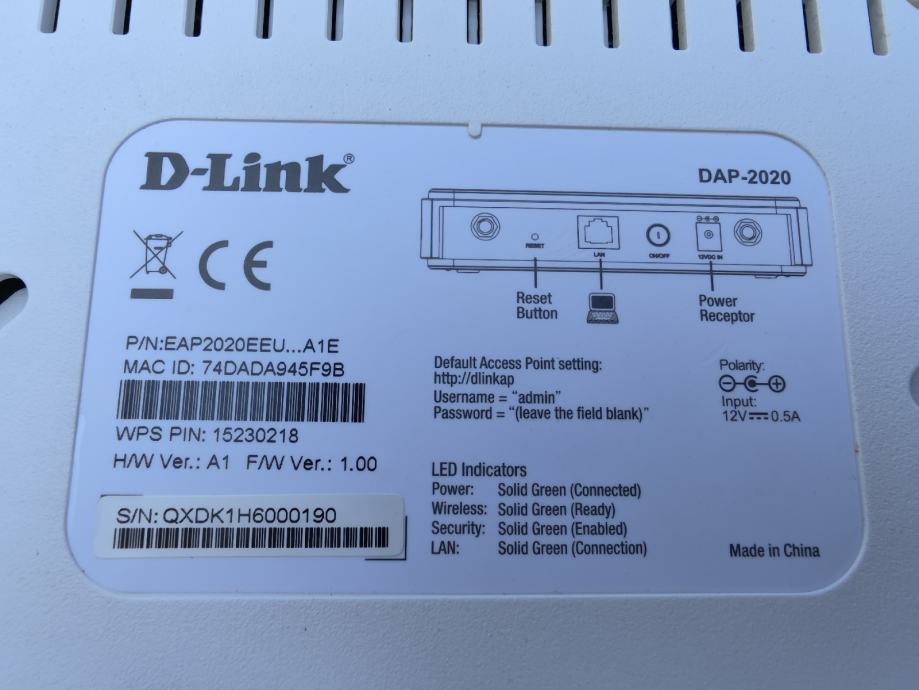 D-Link®
DAP-2020
RESET
LAN
ON/OFF
12VDC IN
Reset
Button
Power
Receptor
P/N:EAP2020EEU...A1E
MAC ID: 74DADA945F9B
WPS PIN: 15230218
H/W Ver.: A1 F/W Ver.: 1.00
S/N: QXDK1H6000190
Default Access Point setting:
http://dlinkap
Username = "admin"
Password = "(leave the field blank)"
Polarity:
Input:
12V⎓0.5A
LED Indicators
Power: Solid Green (Connected)
Wireless: Solid Green (Ready)
Security: Solid Green (Enabled)
LAN: Solid Green (Connection)
Made in China